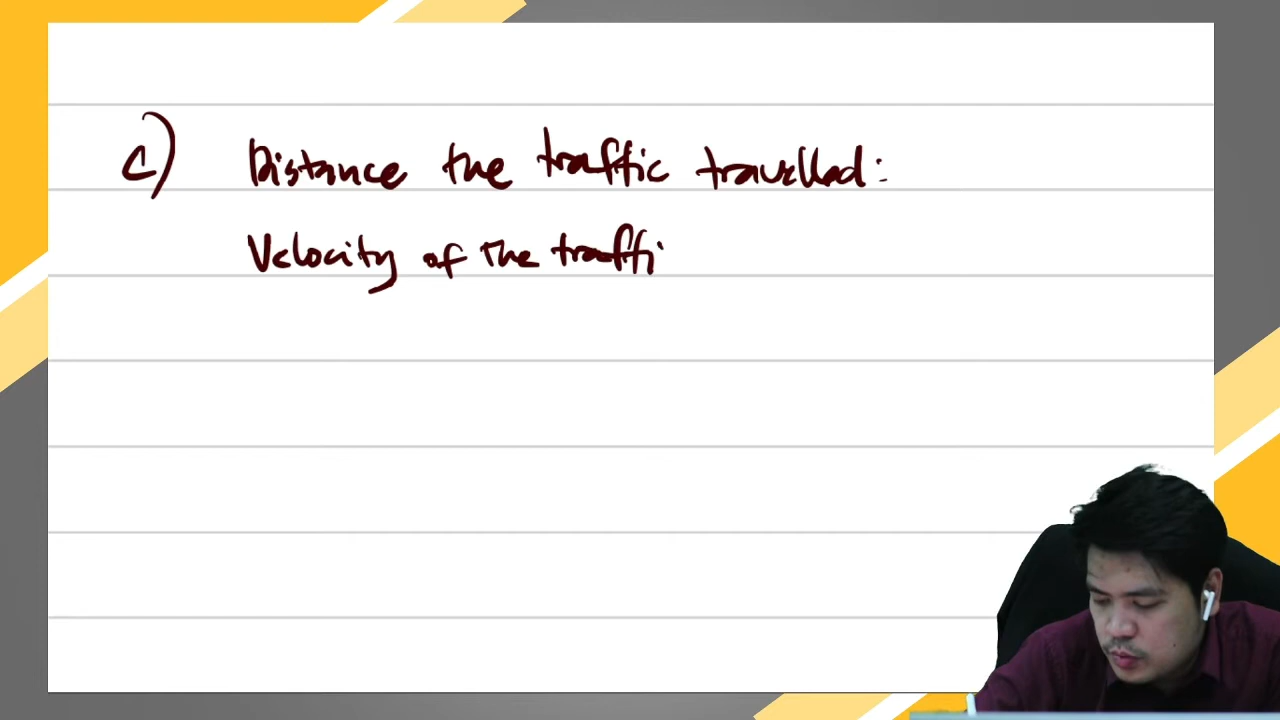 c) Distance the traffic travelled:
Velocity of the traffi